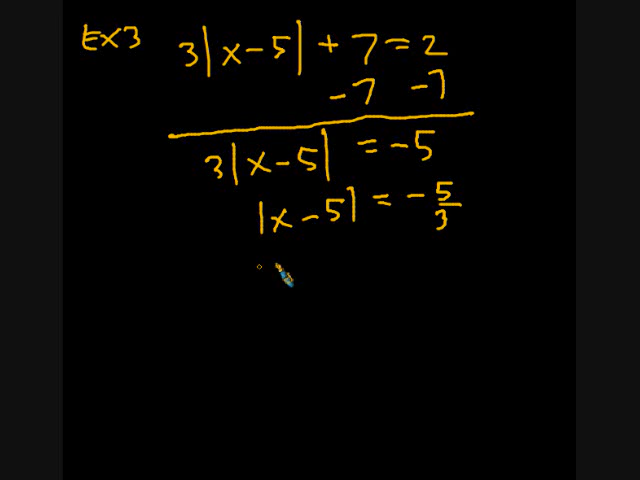 Ex3 3|x-5| + 7 = 2
-7 -7
3|x-5| = -5
|x-5| = -5/3